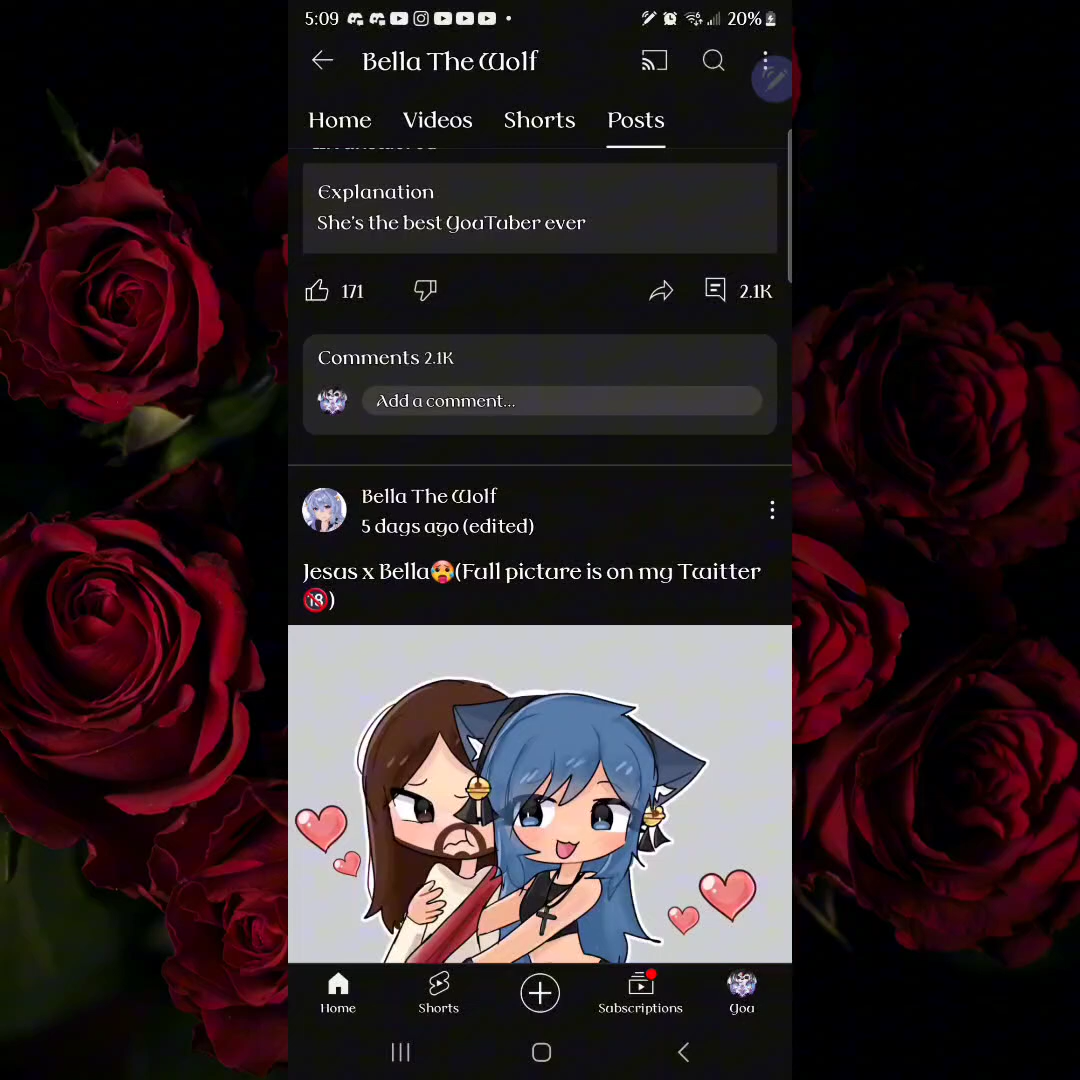 5:09 20%
Bella The Wolf
Home Videos Shorts Posts
Explanation
She's the best YouTuber ever
171 2.1K
Comments 2.1K
Add a comment...
Bella The Wolf
5 days ago (edited)
Jesus x Bella🥵(Full picture is on my Twitter
🔞)
Home Shorts Subscriptions You